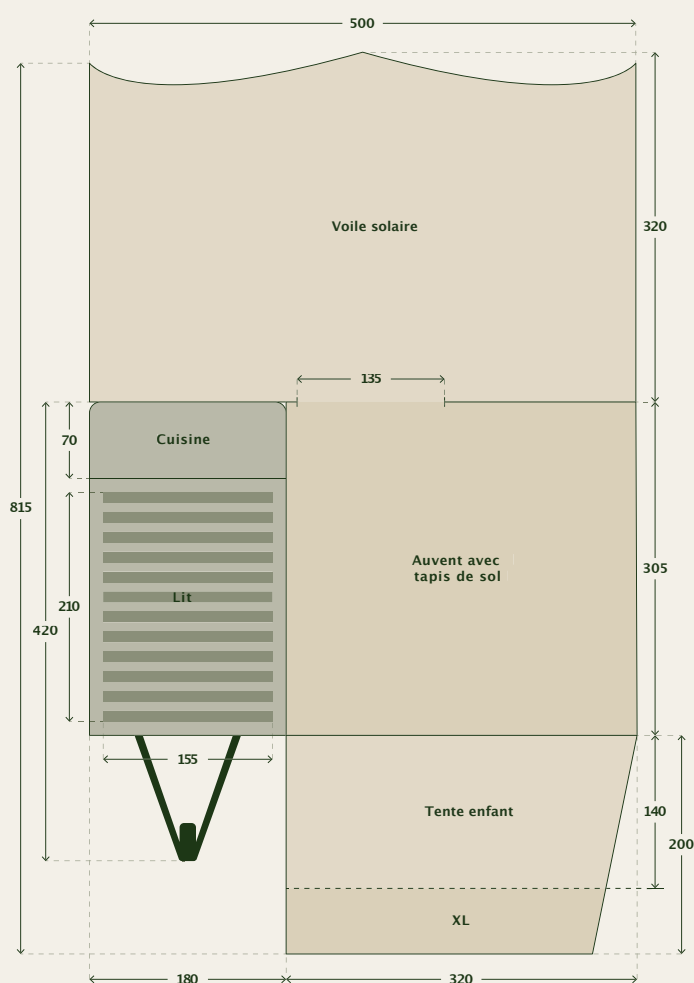 500
Voile solaire
320
135
70
Cuisine
815
Auvent avec
tapis de sol
305
Lit
210
420
155
Tente enfant
140
200
XL
180
320